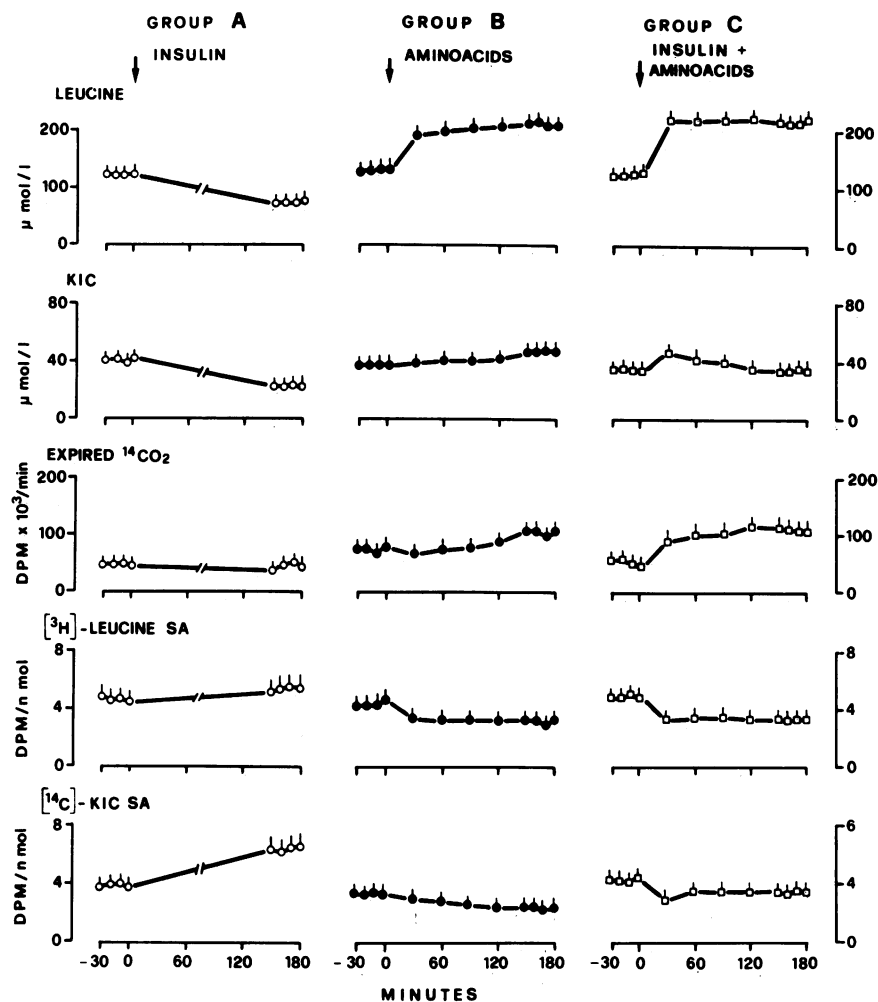 GROUP A
INSULIN
GROUP B
AMINOACIDS
GROUP C
INSULIN +
AMINOACIDS
LEUCINE
200
100
0
μ mol / l
200
100
0
KIC
80
40
0
μ mol / l
80
40
0
EXPIRED ¹⁴CO₂
200
100
0
DPM x 10³/min
200
100
0
[³H]-LEUCINE SA
8
4
0
DPM/n mol
8
4
0
[¹⁴C]-KIC SA
8
4
0
DPM/n mol
6
4
0
-30 0 60 120 180
-30 0 60 120 180
-30 0 60 120 180
MINUTES